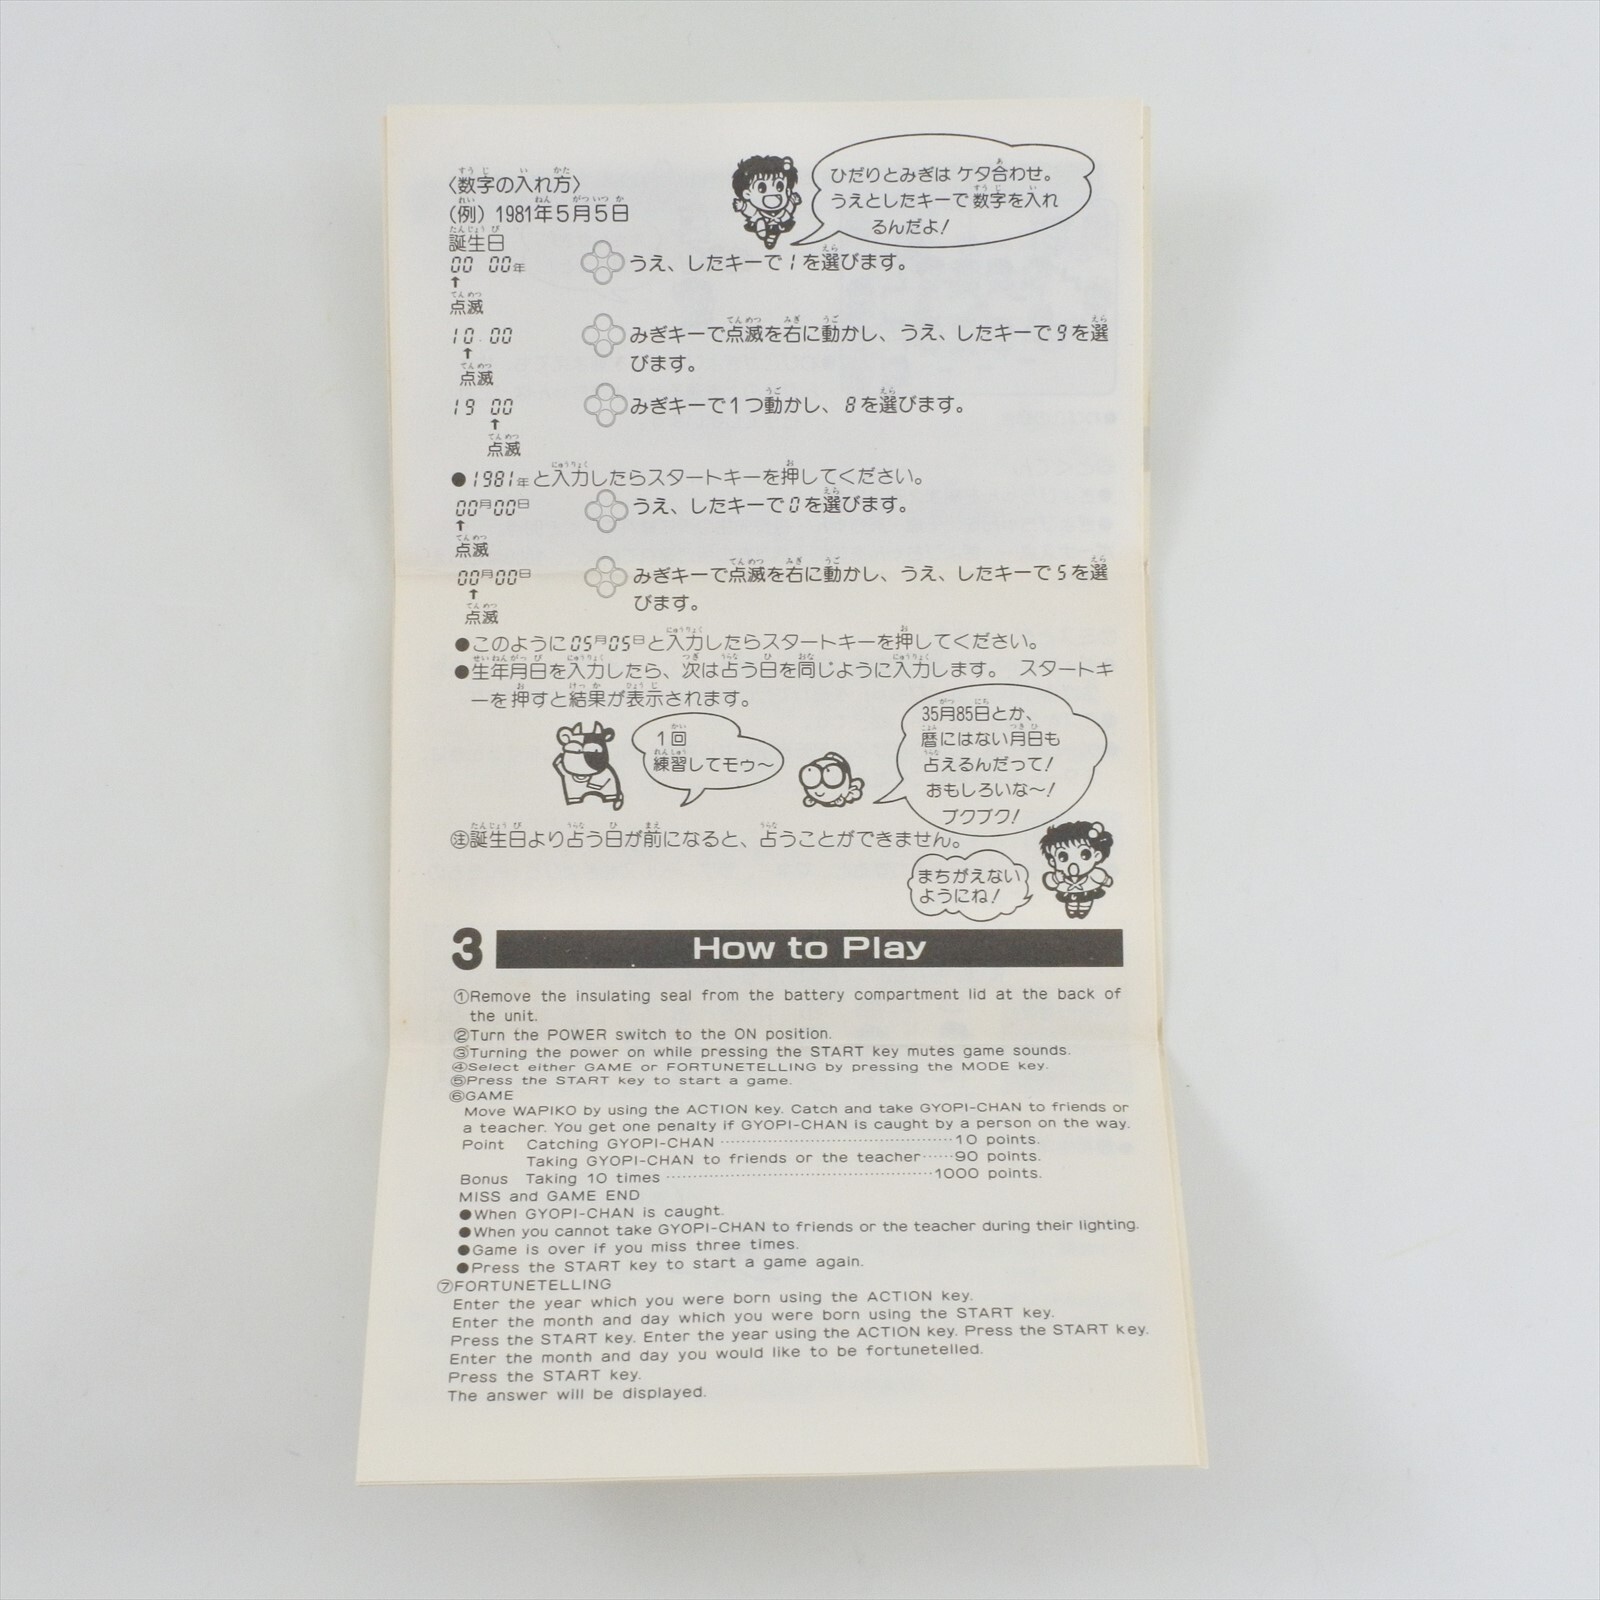 〈数字の入れ方〉
(例) 1981年5月5日
誕生日
ひだりとみぎは ケタ合わせ。
うえとしたキーで数字を入れ
るんだよ！
00 00年
うえ、したキーで1を選びます。
↑
点滅
10 00
みぎキーで点滅を右に動かし、うえ、したキーで9を選
びます。
↑
点滅
19 00
みぎキーで1つ動かし、8を選びます。
↑
点滅
●1981年と入力したらスタートキーを押してください。
00月00日
うえ、したキーで0を選びます。
↑
点滅
00月00日
みぎキーで点滅を右に動かし、うえ、したキーで5を選
びます。
↑
点滅
●このように05月05日と入力したらスタートキーを押してください。
●生年月日を入力したら、次は占う日を同じように入力します。 スタートキ
ーを押すと結果が表示されます。
1回
練習してモゥ〜
35月85日とか、
暦にはない月日も
占えるんだって！
おもしろいな〜！
ブクブク！
㊟誕生日より占う日が前になると、占うことができません。
まちがえない
ようにね！
3 How to Play
①Remove the insulating seal from the battery compartment lid at the back of
the unit.
②Turn the POWER switch to the ON position.
③Turning the power on while pressing the START key mutes game sounds.
④Select either GAME or FORTUNETELLING by pressing the MODE key.
⑤Press the START key to start a game.
⑥GAME
Move WAPIKO by using the ACTION key. Catch and take GYOPI-CHAN to friends or
a teacher. You get one penalty if GYOPI-CHAN is caught by a person on the way.
Point Catching GYOPI-CHAN ……………………………… 10 points.
Taking GYOPI-CHAN to friends or the teacher …… 90 points.
Bonus Taking 10 times ……………………………………1000 points.
MISS and GAME END
●When GYOPI-CHAN is caught.
●When you cannot take GYOPI-CHAN to friends or the teacher during their lighting.
●Game is over if you miss three times.
●Press the START key to start a game again.
⑦FORTUNETELLING
Enter the year which you were born using the ACTION key.
Enter the month and day which you were born using the START key.
Press the START key. Enter the year using the ACTION key. Press the START key.
Enter the month and day you would like to be fortunetelled.
Press the START key.
The answer will be displayed.